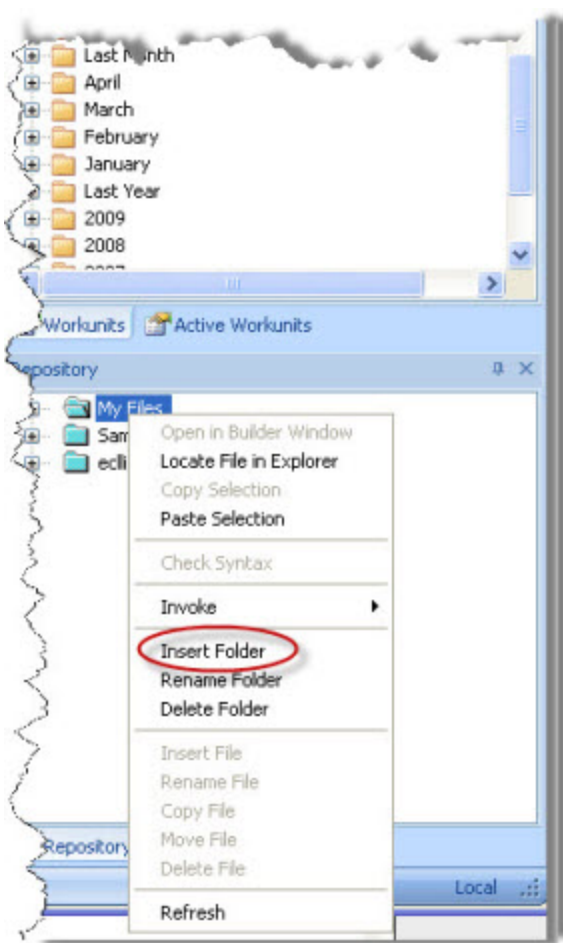 Last Month
April
March
February
January
Last Year
2009
2008
Workunits Active Workunits
Repository
My Files
Sam
ecli
Open in Builder Window
Locate File in Explorer
Copy Selection
Paste Selection
Check Syntax
Invoke
Insert Folder
Rename Folder
Delete Folder
Insert File
Rename File
Copy File
Move File
Delete File
Refresh
Repository
Local